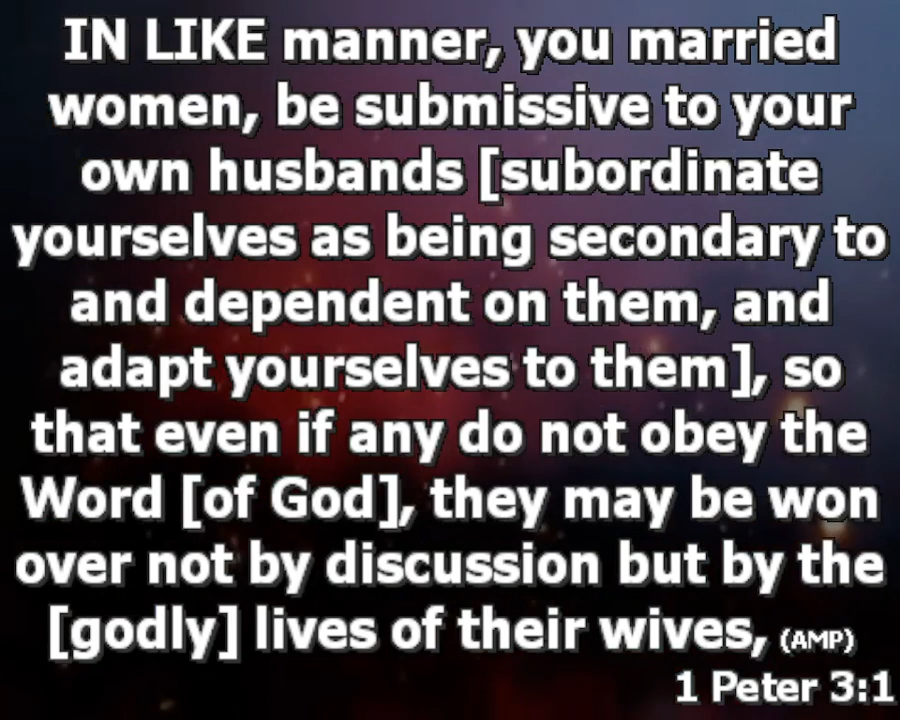 IN LIKE manner, you married
women, be submissive to your
own husbands [subordinate
yourselves as being secondary to
and dependent on them, and
adapt yourselves to them], so
that even if any do not obey the
Word [of God], they may be won
over not by discussion but by the
[godly] lives of their wives, (AMP)
1 Peter 3:1